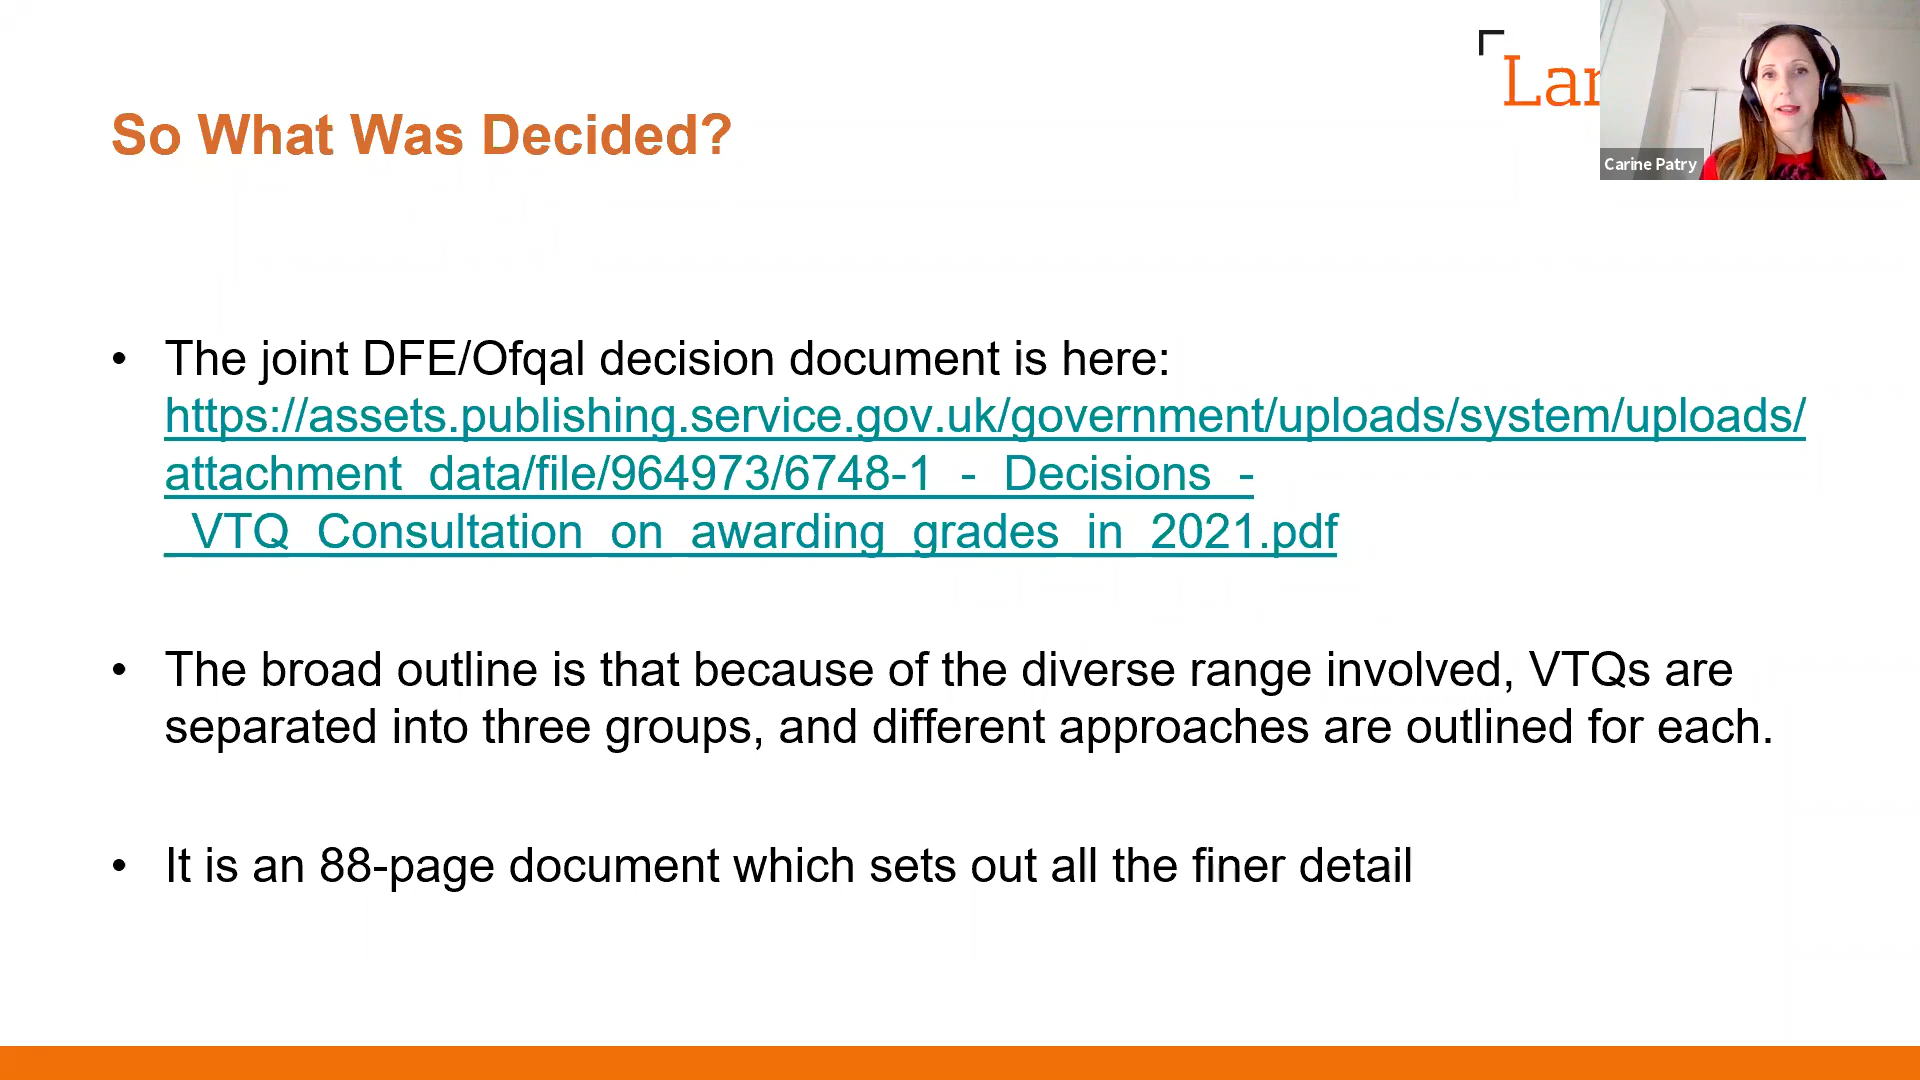 Lar
Carine Patry
So What Was Decided?
• The joint DFE/Ofqal decision document is here:
https://assets.publishing.service.gov.uk/government/uploads/system/uploads/
attachment_data/file/964973/6748-1_-_Decisions_-
_VTQ_Consultation_on_awarding_grades_in_2021.pdf
• The broad outline is that because of the diverse range involved, VTQs are
separated into three groups, and different approaches are outlined for each.
• It is an 88-page document which sets out all the finer detail